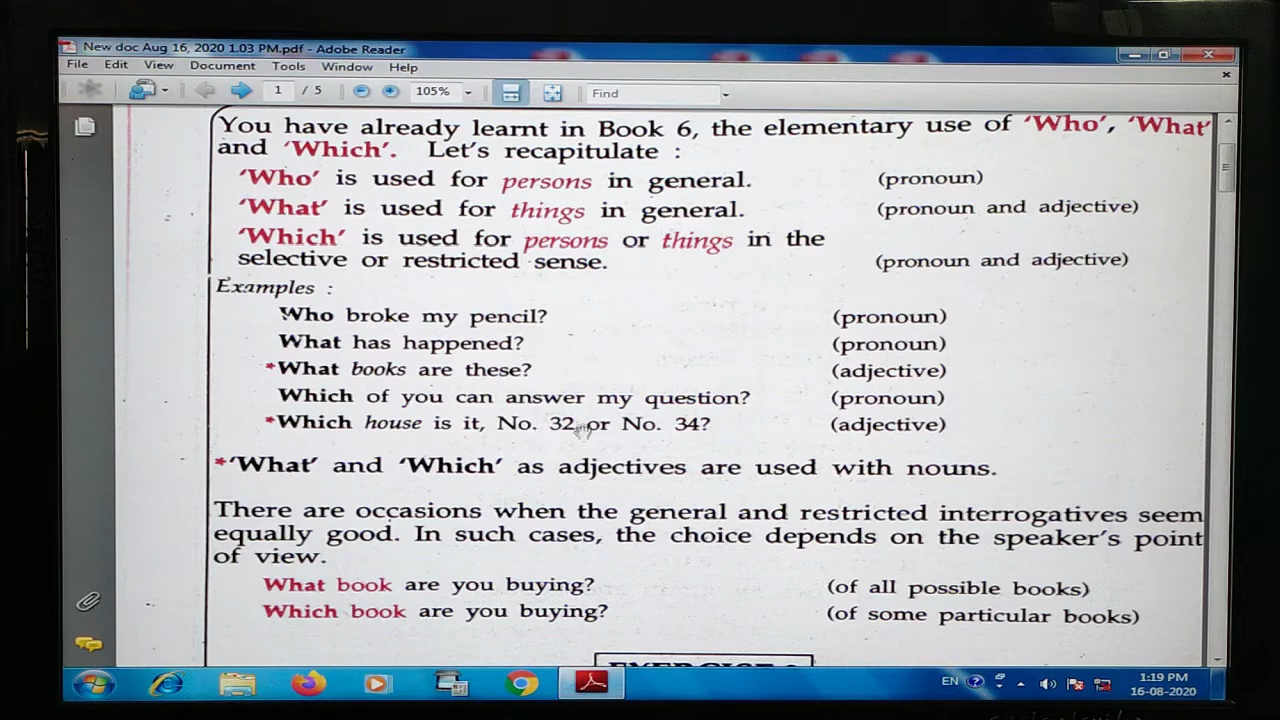 New doc Aug 16, 2020 1.03 PM.pdf - Adobe Reader
File Edit View Document Tools Window Help
1 / 5 105% Find
You have already learnt in Book 6, the elementary use of 'Who', 'What'
and 'Which'. Let's recapitulate :
'Who' is used for persons in general. (pronoun)
'What' is used for things in general. (pronoun and adjective)
'Which' is used for persons or things in the
selective or restricted sense. (pronoun and adjective)
Examples :
Who broke my pencil? (pronoun)
What has happened? (pronoun)
*What books are these? (adjective)
Which of you can answer my question? (pronoun)
*Which house is it, No. 32 or No. 34? (adjective)
*'What' and 'Which' as adjectives are used with nouns.
There are occasions when the general and restricted interrogatives seem
equally good. In such cases, the choice depends on the speaker's point
of view.
What book are you buying? (of all possible books)
Which book are you buying? (of some particular books)
EN 1:19 PM
16-08-2020